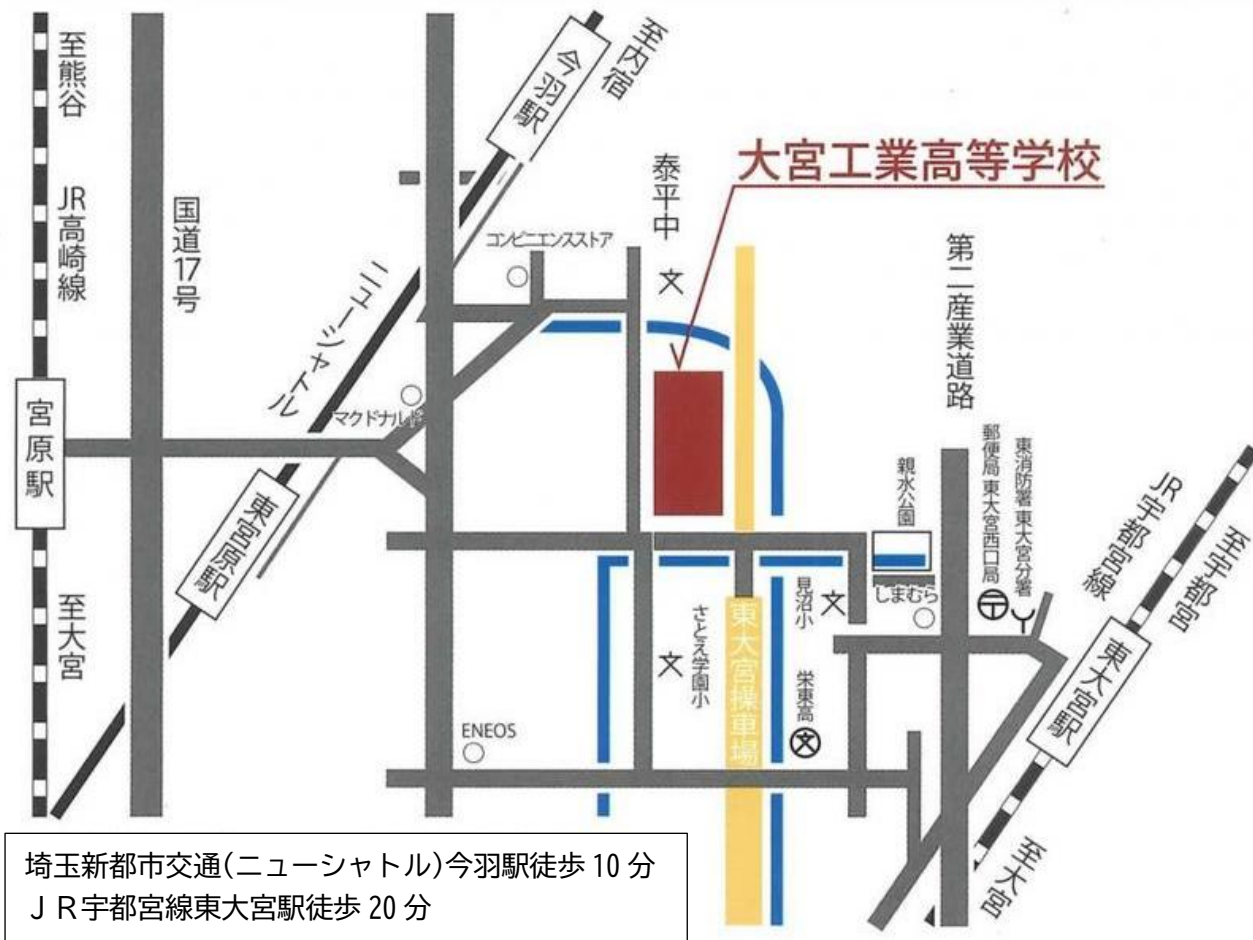 至熊谷
JR高崎線
宮原駅
至大宮
国道17号
至内宿
今羽駅
ニューシャトル
東宮原駅
コンビニエンスストア
マクドナルド
泰平中
大宮工業高等学校
第二産業道路
親水公園
郵便局 東大宮西口局
東消防署 東大宮分署
しまむら
見沼小
さとえ学園小
東大宮操車場
栄東高
ENEOS
JR宇都宮線
至宇都宮
東大宮駅
至大宮
埼玉新都市交通(ニューシャトル)今羽駅徒歩 10 分
ＪＲ宇都宮線東大宮駅徒歩 20 分